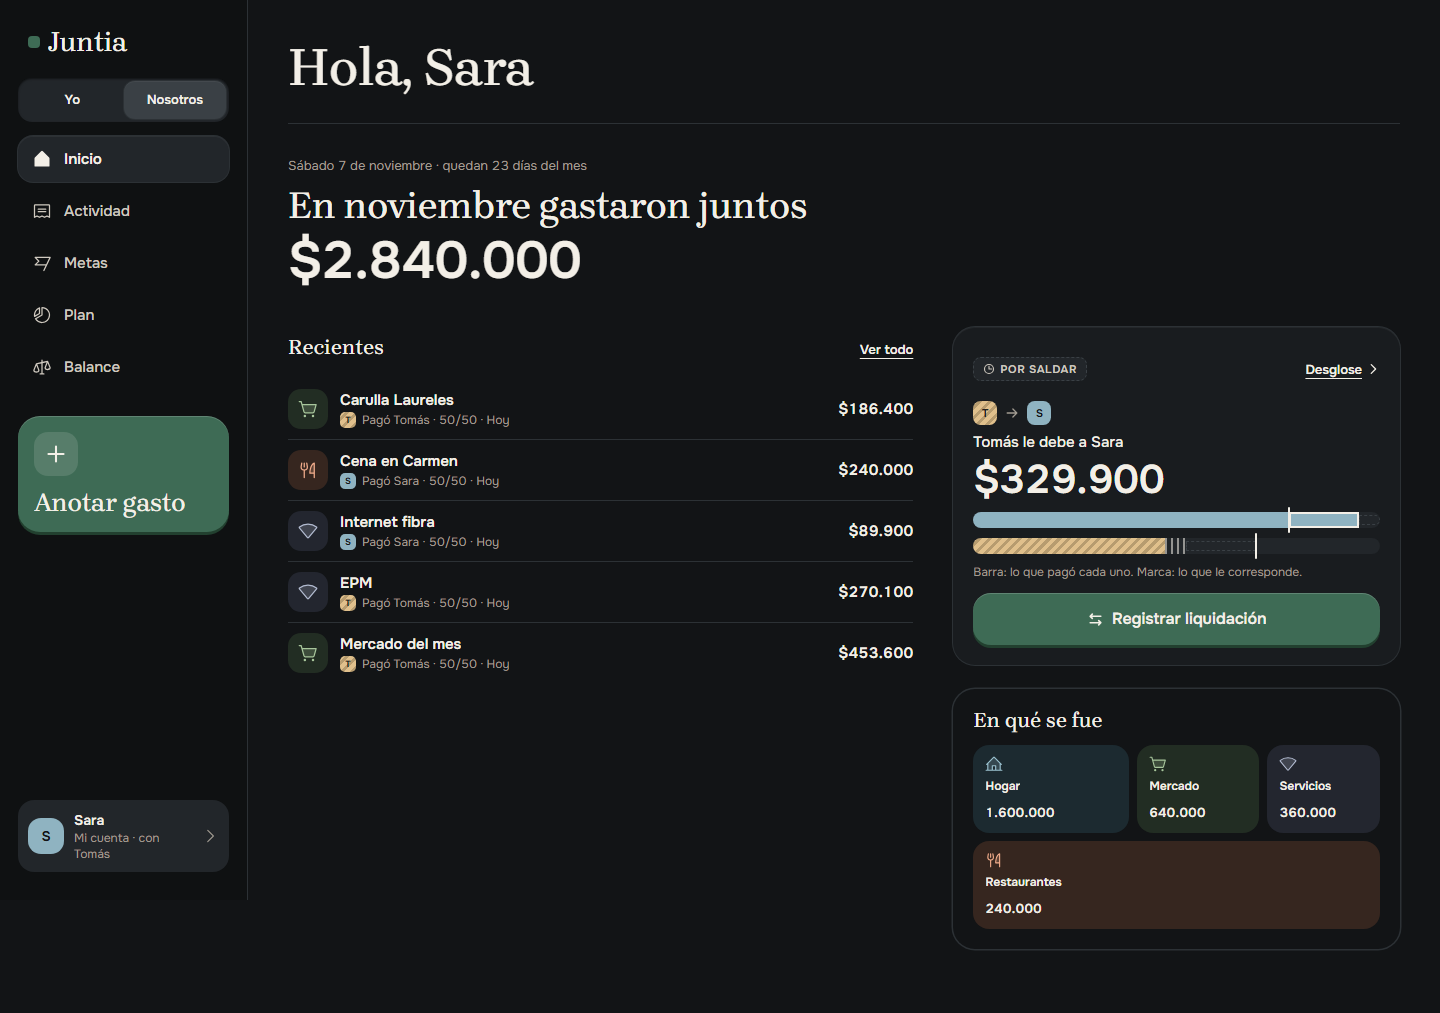 Juntia
Yo
Nosotros
Inicio
Actividad
Metas
Plan
Balance
Anotar gasto
S
Sara
Mi cuenta · con
Tomás
Hola, Sara
Sábado 7 de noviembre · quedan 23 días del mes
En noviembre gastaron juntos
$2.840.000
Recientes
Ver todo
Carulla Laureles
T Pagó Tomás · 50/50 · Hoy
$186.400
Cena en Carmen
S Pagó Sara · 50/50 · Hoy
$240.000
Internet fibra
S Pagó Sara · 50/50 · Hoy
$89.900
EPM
T Pagó Tomás · 50/50 · Hoy
$270.100
Mercado del mes
T Pagó Tomás · 50/50 · Hoy
$453.600
POR SALDAR
Desglose
T → S
Tomás le debe a Sara
$329.900
Barra: lo que pagó cada uno. Marca: lo que le corresponde.
Registrar liquidación
En qué se fue
Hogar
1.600.000
Mercado
640.000
Servicios
360.000
Restaurantes
240.000